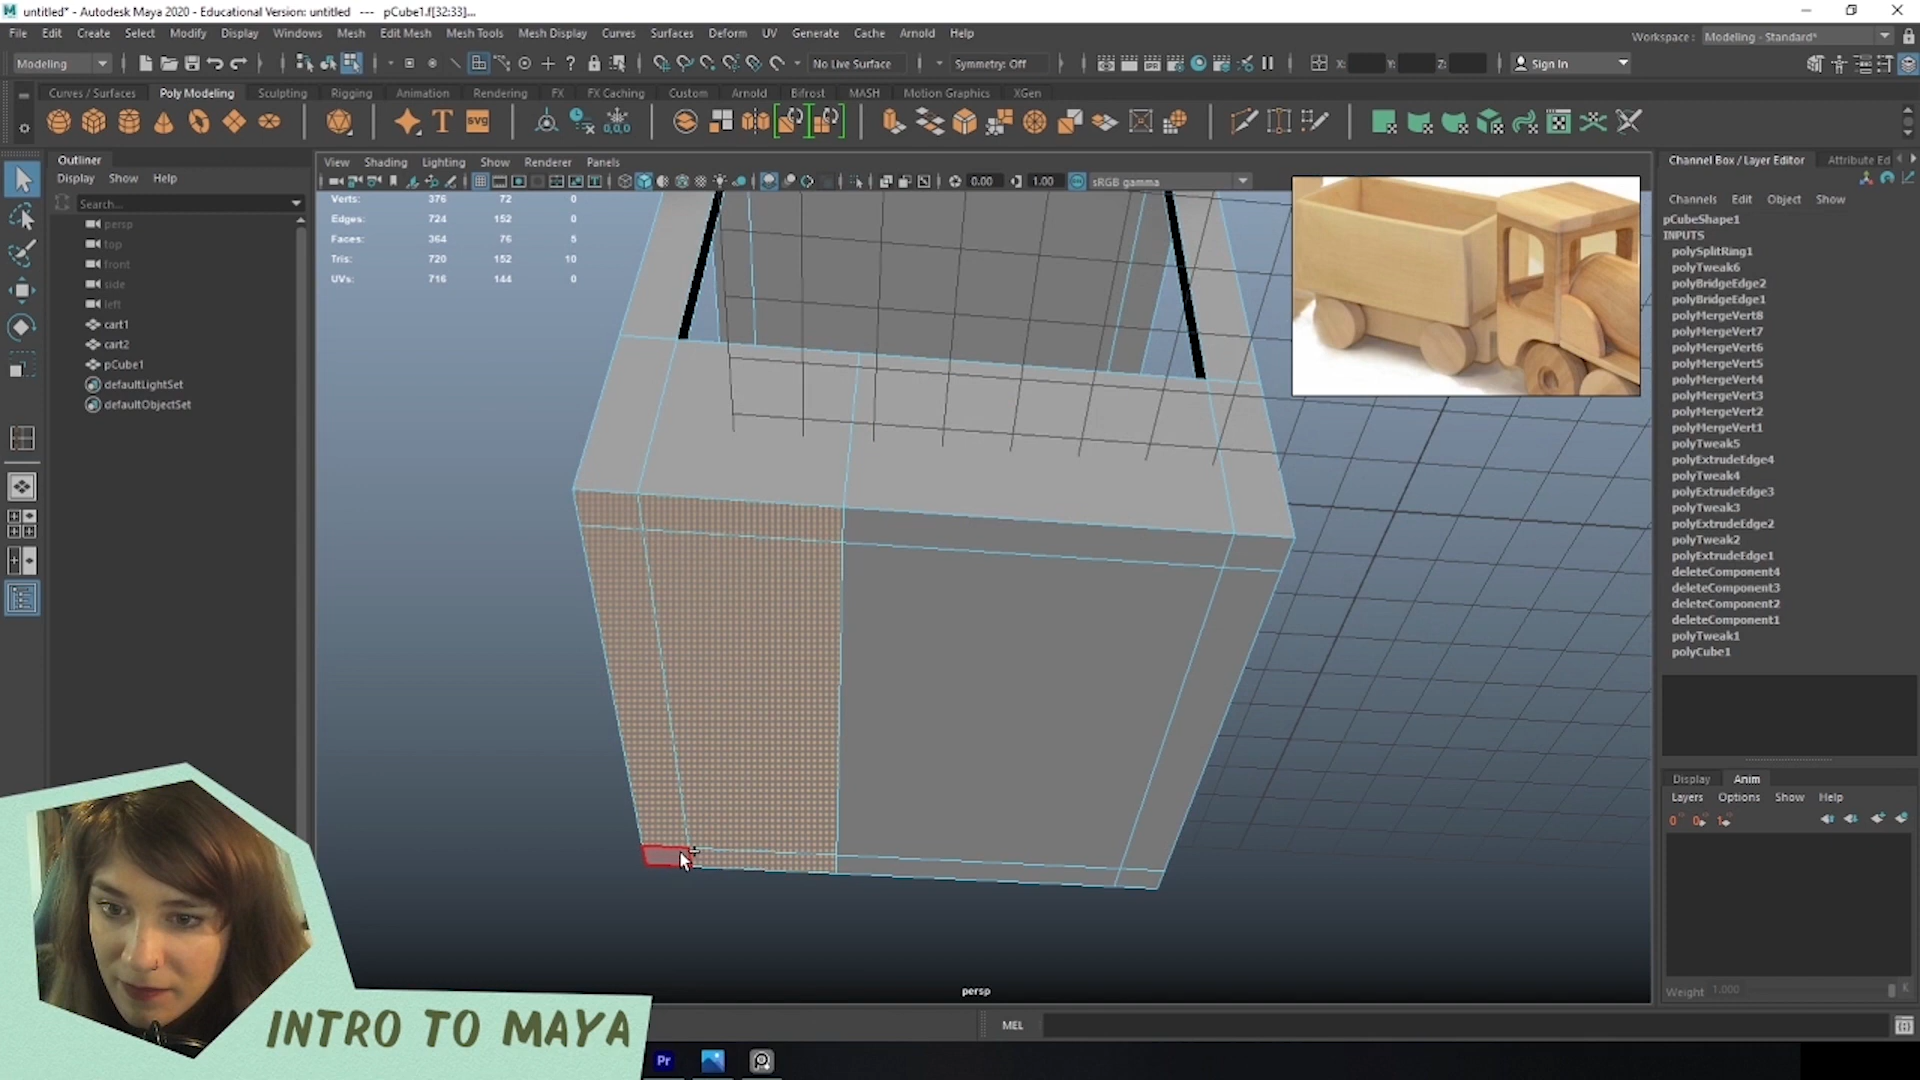 untitled* - Autodesk Maya 2020 - Educational Version: untitled --- pCube1.f[32:33]...
File Edit Create Select Modify Display Windows Mesh Edit Mesh Mesh Tools Mesh Display Curves Surfaces Deform UV Generate Cache Arnold Help
Workspace : Modeling - Standard*
Modeling
No Live Surface
Symmetry: Off
X: Y: Z:
Sign In
Curves / Surfaces Poly Modeling Sculpting Rigging Animation Rendering FX FX Caching Custom Arnold Bifrost MASH Motion Graphics XGen
T SVG 0,0,0
Outliner
Display Show Help
Search...
persp
top
front
side
left
cart1
cart2
pCube1
defaultLightSet
defaultObjectSet
View Shading Lighting Show Renderer Panels
0.00 1.00 sRGB gamma
Verts: 376 72 0
Edges: 724 152 0
Faces: 364 76 5
Tris: 720 152 10
UVs: 716 144 0
persp
Channel Box / Layer Editor Attribute Ed
Channels Edit Object Show
pCubeShape1
INPUTS
polySplitRing1
polyTweak6
polyBridgeEdge2
polyBridgeEdge1
polyMergeVert8
polyMergeVert7
polyMergeVert6
polyMergeVert5
polyMergeVert4
polyMergeVert3
polyMergeVert2
polyMergeVert1
polyTweak5
polyExtrudeEdge4
polyTweak4
polyExtrudeEdge3
polyTweak3
polyExtrudeEdge2
polyTweak2
polyExtrudeEdge1
deleteComponent4
deleteComponent3
deleteComponent2
deleteComponent1
polyTweak1
polyCube1
Display Anim
Layers Options Show Help
Weight 1.000 K
MEL
INTRO TO MAYA
Pr